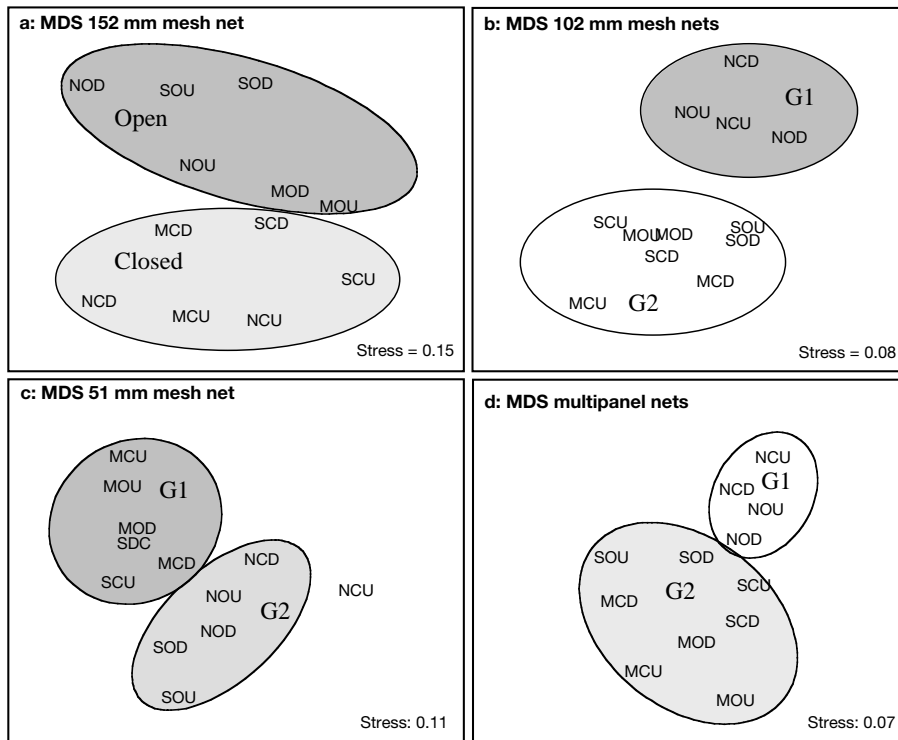 a: MDS 152 mm mesh net
NOD SOU SOD
Open
NOU
MOD
MOU
MCD SCD
Closed
SCU
NCD
MCU NCU
Stress = 0.15
b: MDS 102 mm mesh nets
NCD
G1
NOU
NCU
NOD
SCU SOU
MOU MOD
SOD
SCD
MCD
MCU G2
Stress = 0.08
c: MDS 51 mm mesh net
MCU
MOU G1
MOD
SDC
MCD NCD
SCU
NOU NCU
G2
NOD
SOD
SOU
Stress: 0.11
d: MDS multipanel nets
NCU
G1
NCD
NOU
NOD
SOU SOD
SCU
G2
MCD
SCD
MOD
MCU
MOU
Stress: 0.07